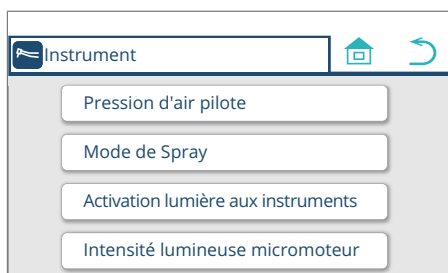 Instrument
Pression d'air pilote
Mode de Spray
Activation lumière aux instruments
Intensité lumineuse micromoteur